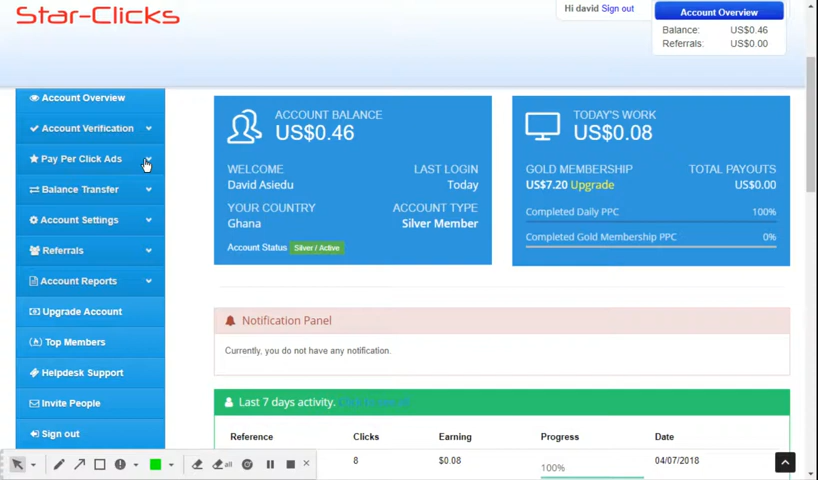 Star-Clicks
Hi david Sign out
Account Overview
Balance: US$0.46
Referrals: US$0.00
Account Overview
Account Verification
Pay Per Click Ads
Balance Transfer
Account Settings
Referrals
Account Reports
Upgrade Account
Top Members
Helpdesk Support
Invite People
Sign out
ACCOUNT BALANCE
US$0.46
WELCOME LAST LOGIN
David Asiedu Today
YOUR COUNTRY ACCOUNT TYPE
Ghana Silver Member
Account Status Silver / Active
TODAY'S WORK
US$0.08
GOLD MEMBERSHIP TOTAL PAYOUTS
US$7.20 Upgrade US$0.00
Completed Daily PPC 100%
Completed Gold Membership PPC 0%
Notification Panel
Currently, you do not have any notification.
Last 7 days activity.
Reference Clicks Earning Progress Date
8 $0.08 100% 04/07/2018
all